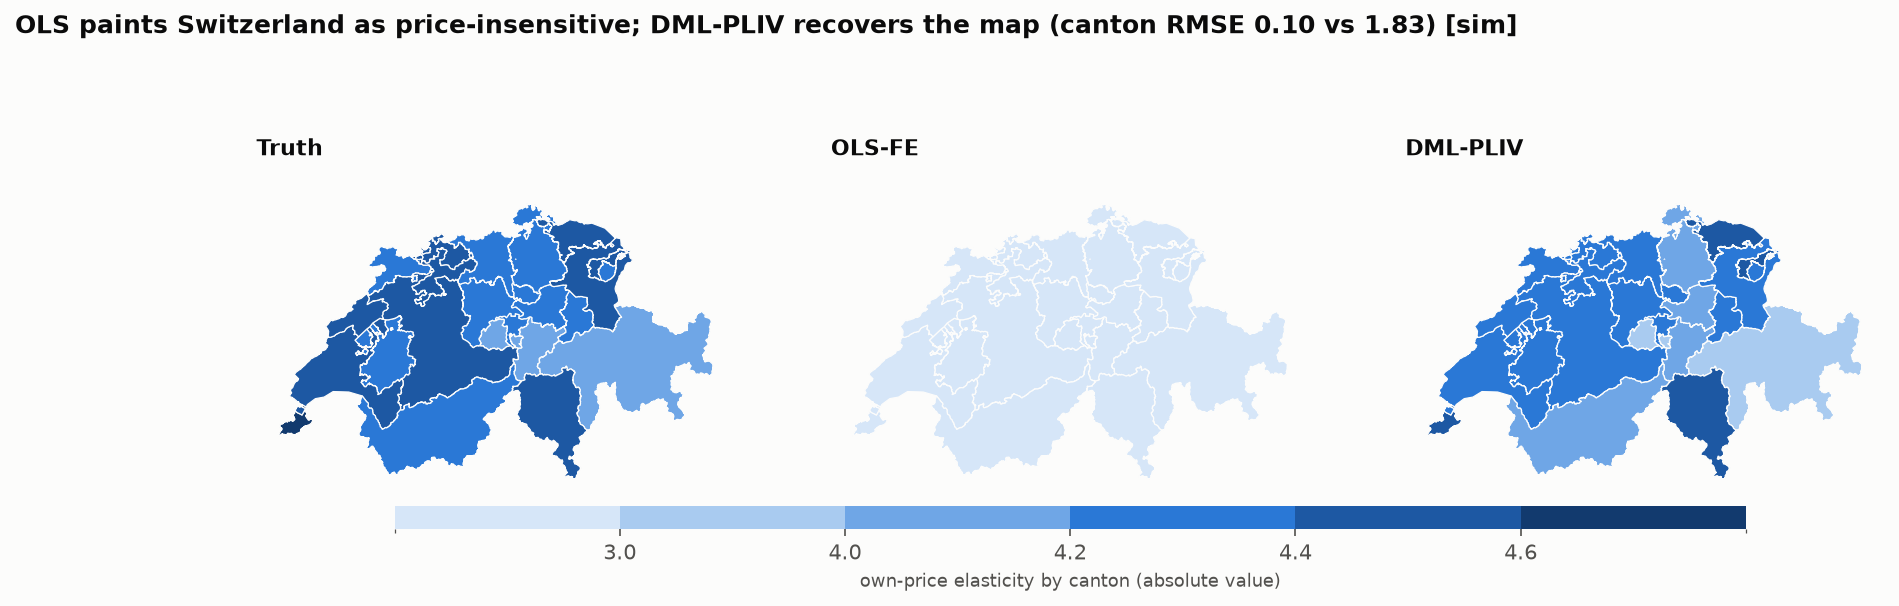 OLS paints Switzerland as price-insensitive; DML-PLIV recovers the map (canton RMSE 0.10 vs 1.83) [sim]
Truth
OLS-FE
DML-PLIV
3.0
4.0
4.2
4.4
4.6
own-price elasticity by canton (absolute value)